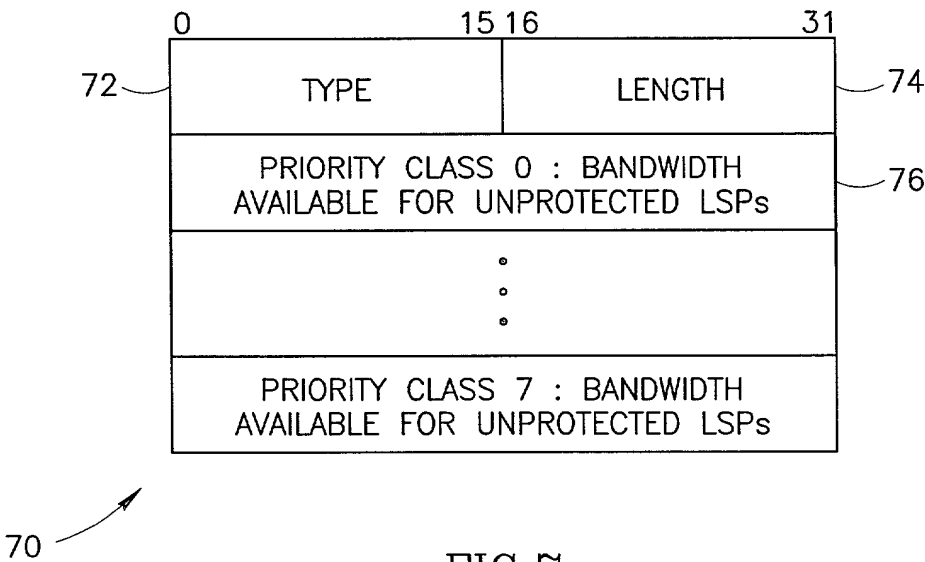 0 15 16 31
72 TYPE LENGTH 74
PRIORITY CLASS 0 : BANDWIDTH
AVAILABLE FOR UNPROTECTED LSPs
76
PRIORITY CLASS 7 : BANDWIDTH
AVAILABLE FOR UNPROTECTED LSPs
70